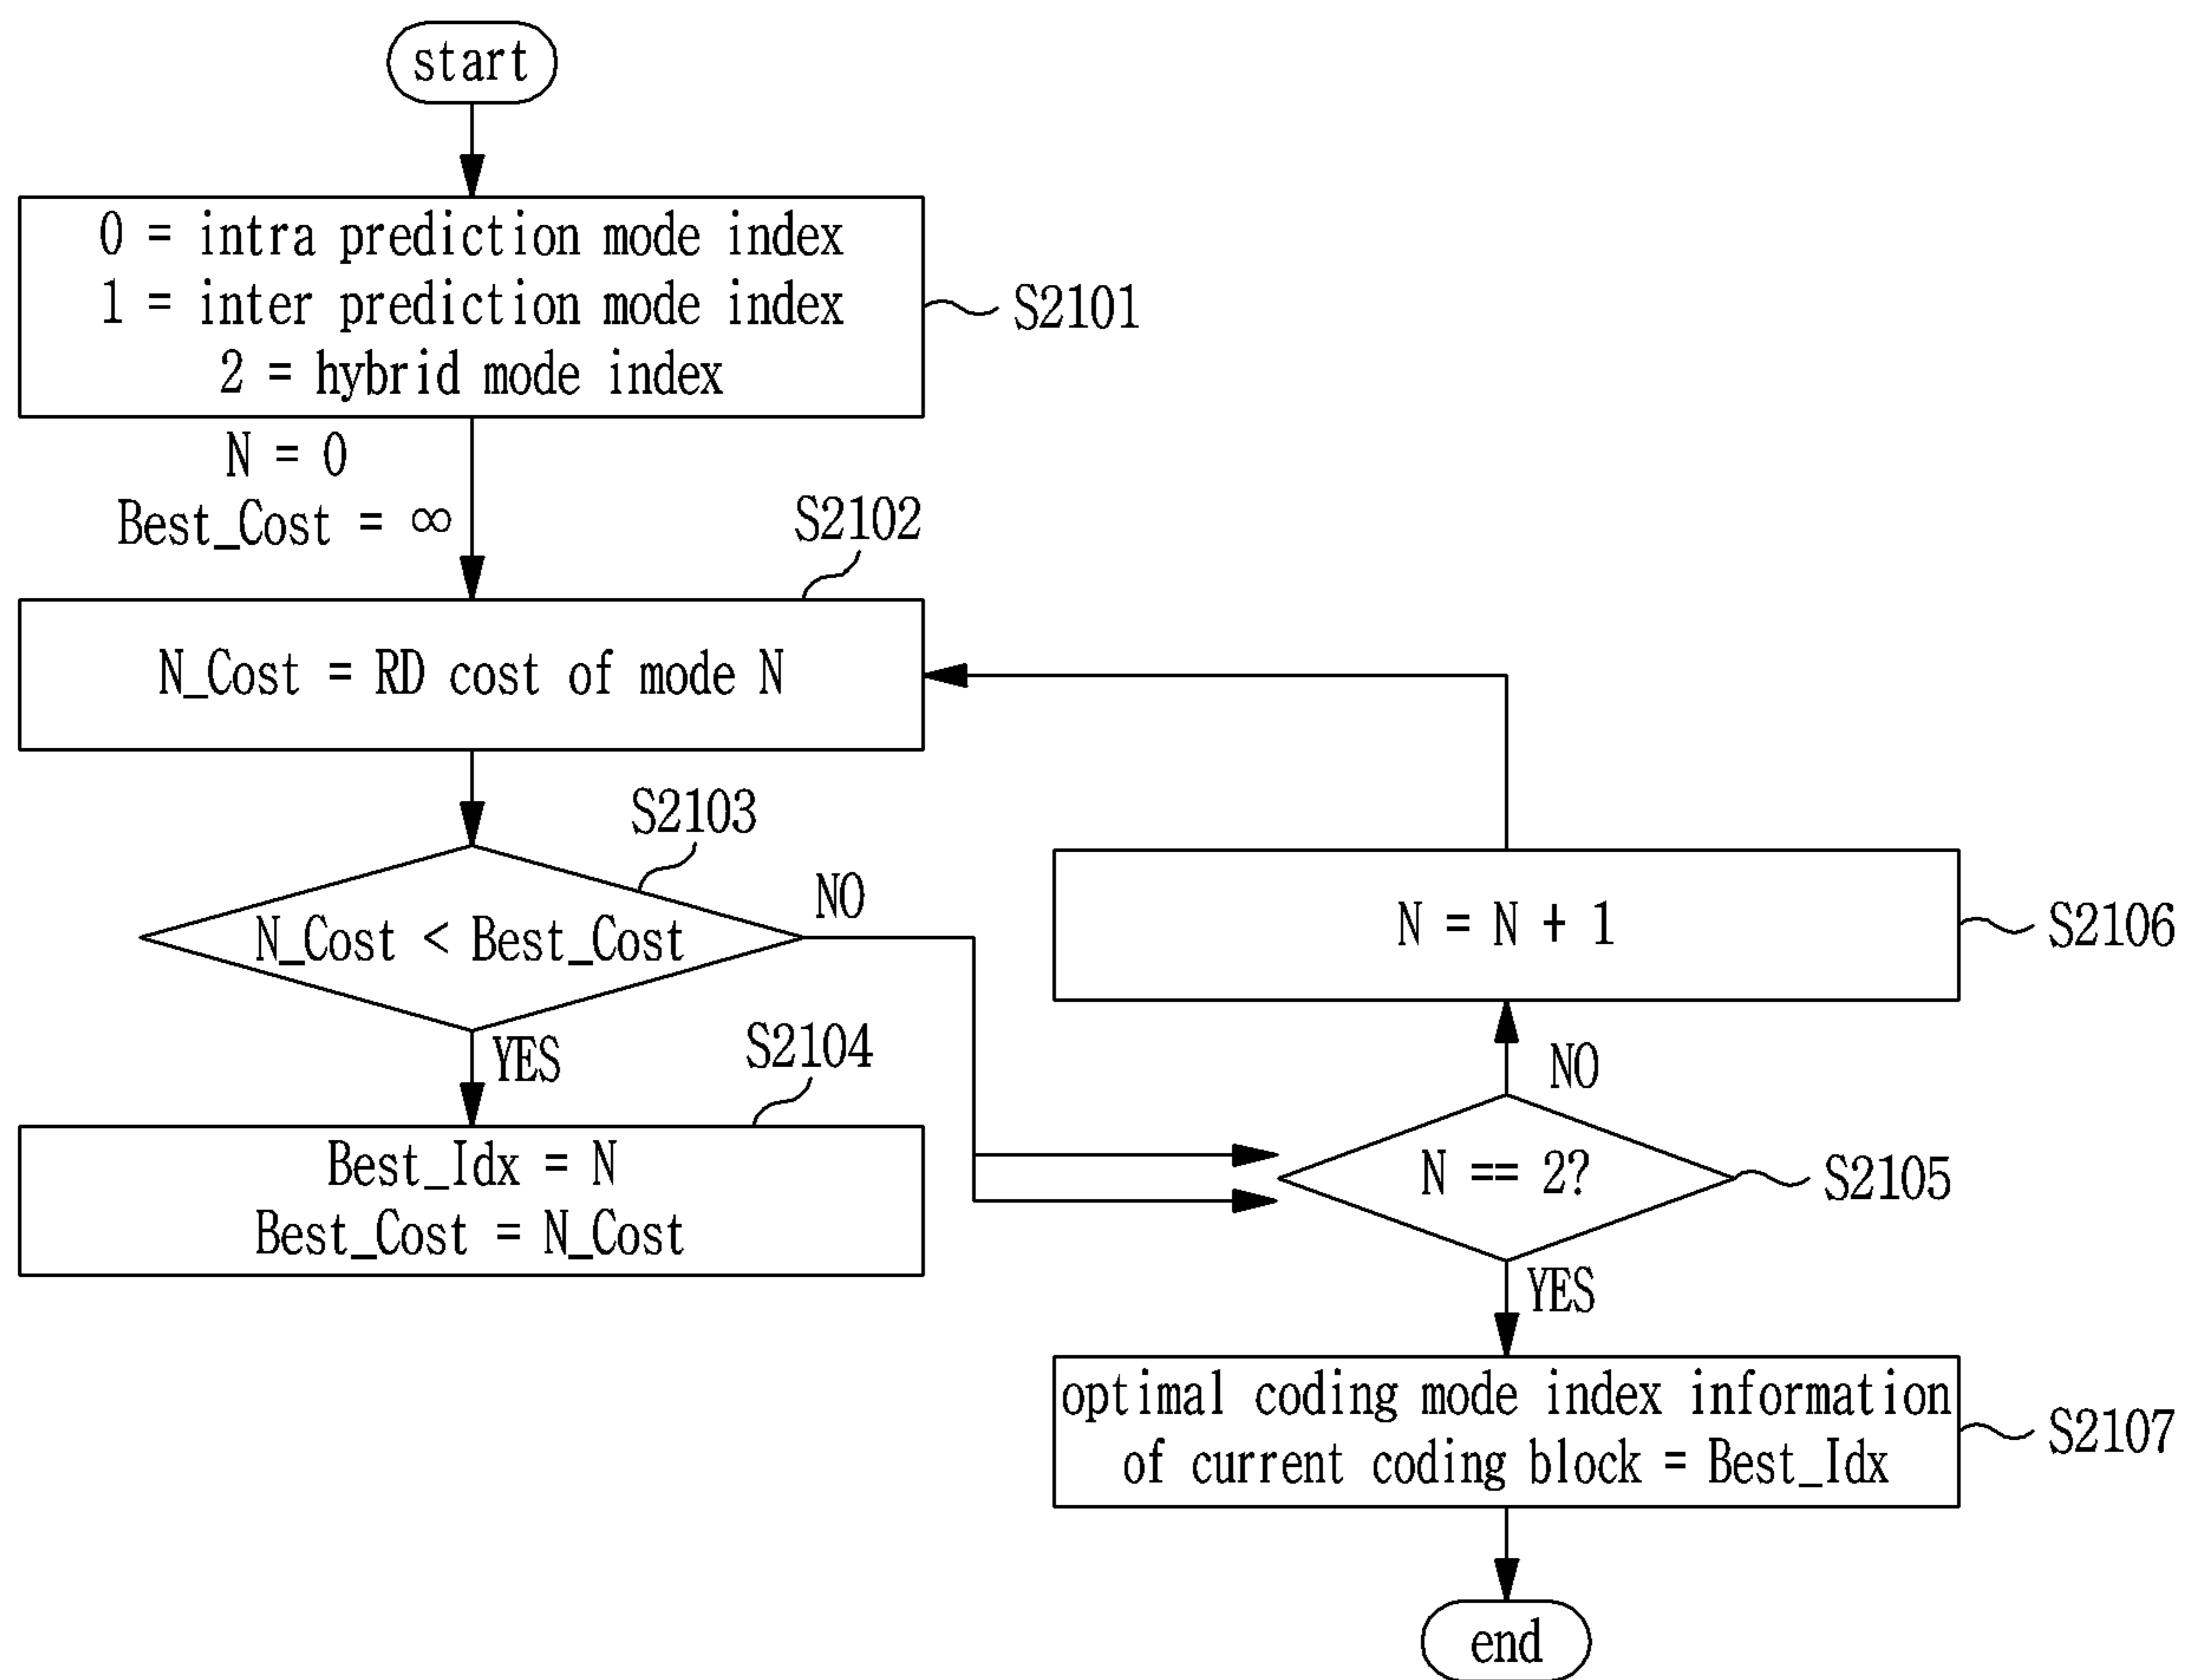 start
0 = intra prediction mode index
1 = inter prediction mode index
2 = hybrid mode index
S2101
N = 0
Best_Cost = ∞
S2102
N_Cost = RD cost of mode N
S2103
N_Cost < Best_Cost
NO
YES
S2104
Best_Idx = N
Best_Cost = N_Cost
N = N + 1
S2106
NO
N == 2?
S2105
YES
optimal coding mode index information
of current coding block = Best_Idx
S2107
end